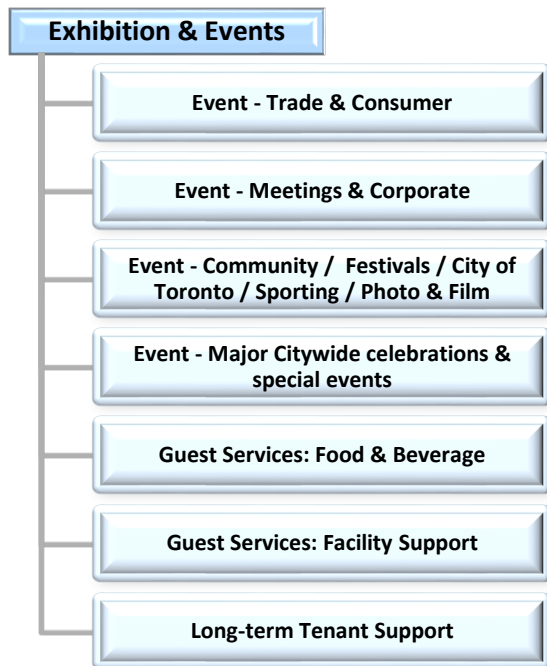 Exhibition & Events
Event - Trade & Consumer
Event - Meetings & Corporate
Event - Community / Festivals / City of
Toronto / Sporting / Photo & Film
Event - Major Citywide celebrations &
special events
Guest Services: Food & Beverage
Guest Services: Facility Support
Long-term Tenant Support